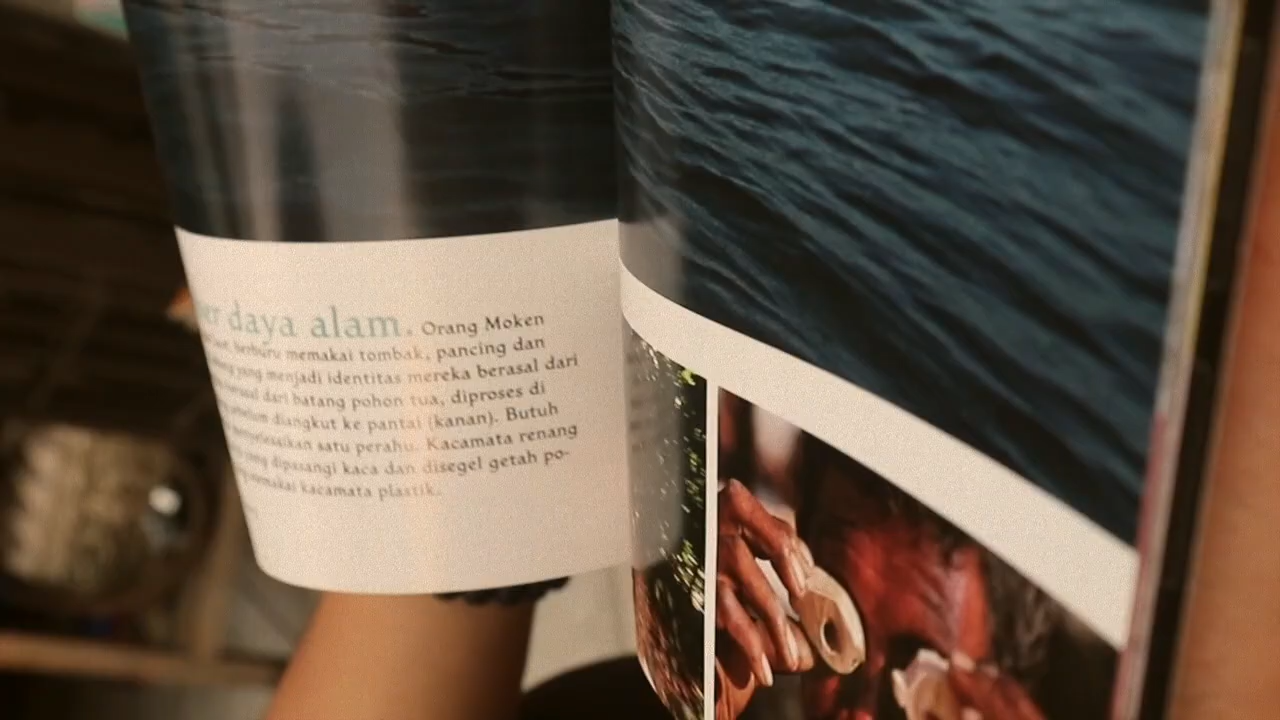 daya alam. Orang Moken
berburu memakai tombak, pancing dan
yang menjadi identitas mereka berasal dari
dari batang pohon tua, diproses di
diangkut ke pantai (kanan). Butuh
satu perahu. Kacamata renang
yang dipasangi kaca dan disegel getah po-
memakai kacamata plastik.